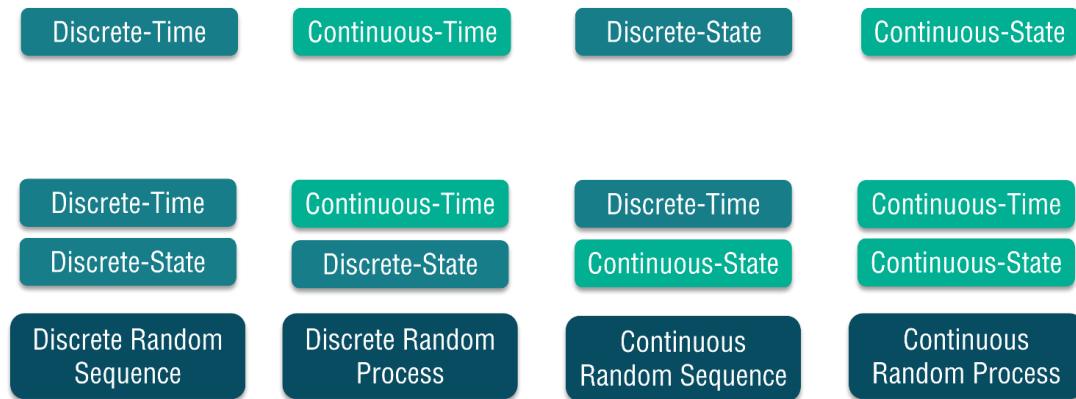 Discrete-Time
Continuous-Time
Discrete-State
Continuous-State
Discrete-Time
Continuous-Time
Discrete-Time
Continuous-Time
Discrete-State
Discrete-State
Continuous-State
Continuous-State
Discrete Random
Sequence
Discrete Random
Process
Continuous
Random Sequence
Continuous
Random Process